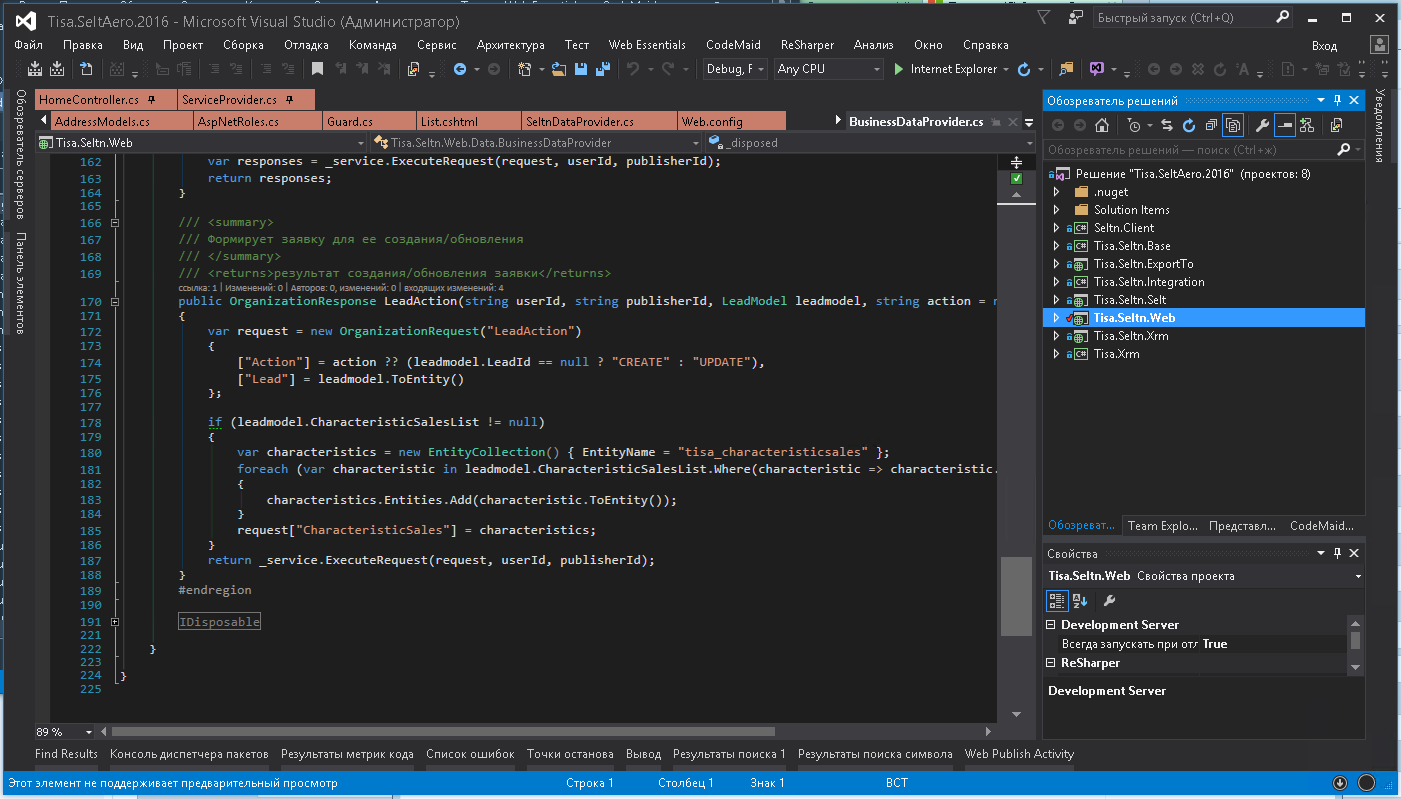 Tisa.SeltAero.2016 - Microsoft Visual Studio (Администратор)
Быстрый запуск (Ctrl+Q)
Файл Правка Вид Проект Сборка Отладка Команда Сервис Архитектура Тест Web Essentials CodeMaid ReSharper Анализ Окно Справка
Вход
Debug, F Any CPU Internet Explorer
HomeController.cs ServiceProvider.cs
AddressModels.cs AspNetRoles.cs Guard.cs List.cshtml SeltnDataProvider.cs Web.config BusinessDataProvider.cs
Tisa.Seltn.Web Tisa.Seltn.Web.Data.BusinessDataProvider _disposed
Обозреватель серверов
Панель элементов
162 var responses = _service.ExecuteRequest(request, userId, publisherId);
163 return responses;
164 }
165
166 /// <summary>
167 /// Формирует заявку для ее создания/обновления
168 /// </summary>
169 /// <returns>результат создания/обновления заявки</returns>
ссылка: 1 | Изменений: 0 | Авторов: 0, изменений: 0 | входящих изменений: 4
170 public OrganizationResponse LeadAction(string userId, string publisherId, LeadModel leadmodel, string action = n
171 {
172 var request = new OrganizationRequest("LeadAction")
173 {
174 ["Action"] = action ?? (leadmodel.LeadId == null ? "CREATE" : "UPDATE"),
175 ["Lead"] = leadmodel.ToEntity()
176 };
177
178 if (leadmodel.CharacteristicSalesList != null)
179 {
180 var characteristics = new EntityCollection() { EntityName = "tisa_characteristicsales" };
181 foreach (var characteristic in leadmodel.CharacteristicSalesList.Where(characteristic => characteristic.
182 {
183 characteristics.Entities.Add(characteristic.ToEntity());
184 }
185 request["CharacteristicSales"] = characteristics;
186 }
187 return _service.ExecuteRequest(request, userId, publisherId);
188 }
189 #endregion
190
191 IDisposable
221
222 }
223
224 }
225
89 %
Обозреватель решений
Обозреватель решений — поиск (Ctrl+ж)
Решение "Tisa.SeltAero.2016" (проектов: 8)
.nuget
Solution Items
Seltn.Client
Tisa.Seltn.Base
Tisa.Seltn.ExportTo
Tisa.Seltn.Integration
Tisa.Seltn.Selt
Tisa.Seltn.Web
Tisa.Seltn.Xrm
Tisa.Xrm
Обозреват... Team Explo... Представл... CodeMaid...
Свойства
Tisa.Seltn.Web Свойства проекта
Development Server
Всегда запускать при отл True
ReSharper
Development Server
Уведомления
Find Results Консоль диспетчера пакетов Результаты метрик кода Список ошибок Точки останова Вывод Результаты поиска 1 Результаты поиска символа Web Publish Activity
Этот элемент не поддерживает предварительный просмотр Строка 1 Столбец 1 Знак 1 ВСТ